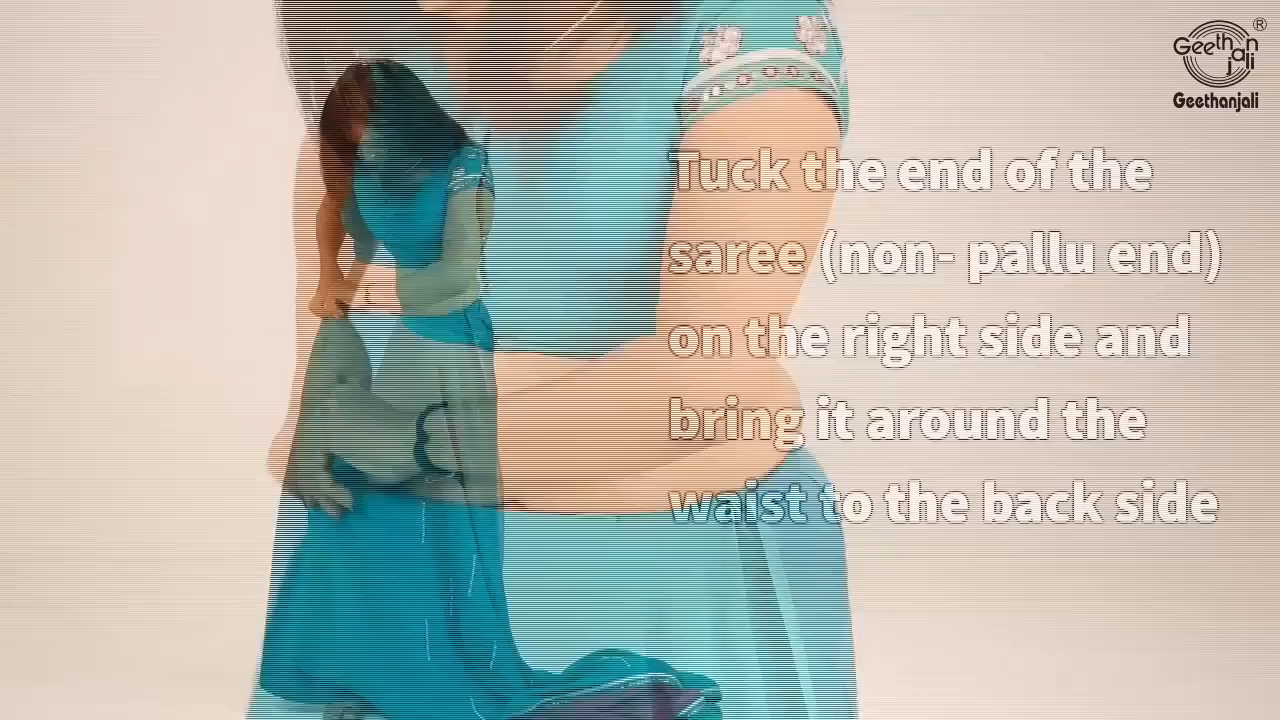 Geethanjali
®
Geethanjali
Tuck the end of the
saree (non- pallu end)
on the right side and
bring it around the
waist to the back side